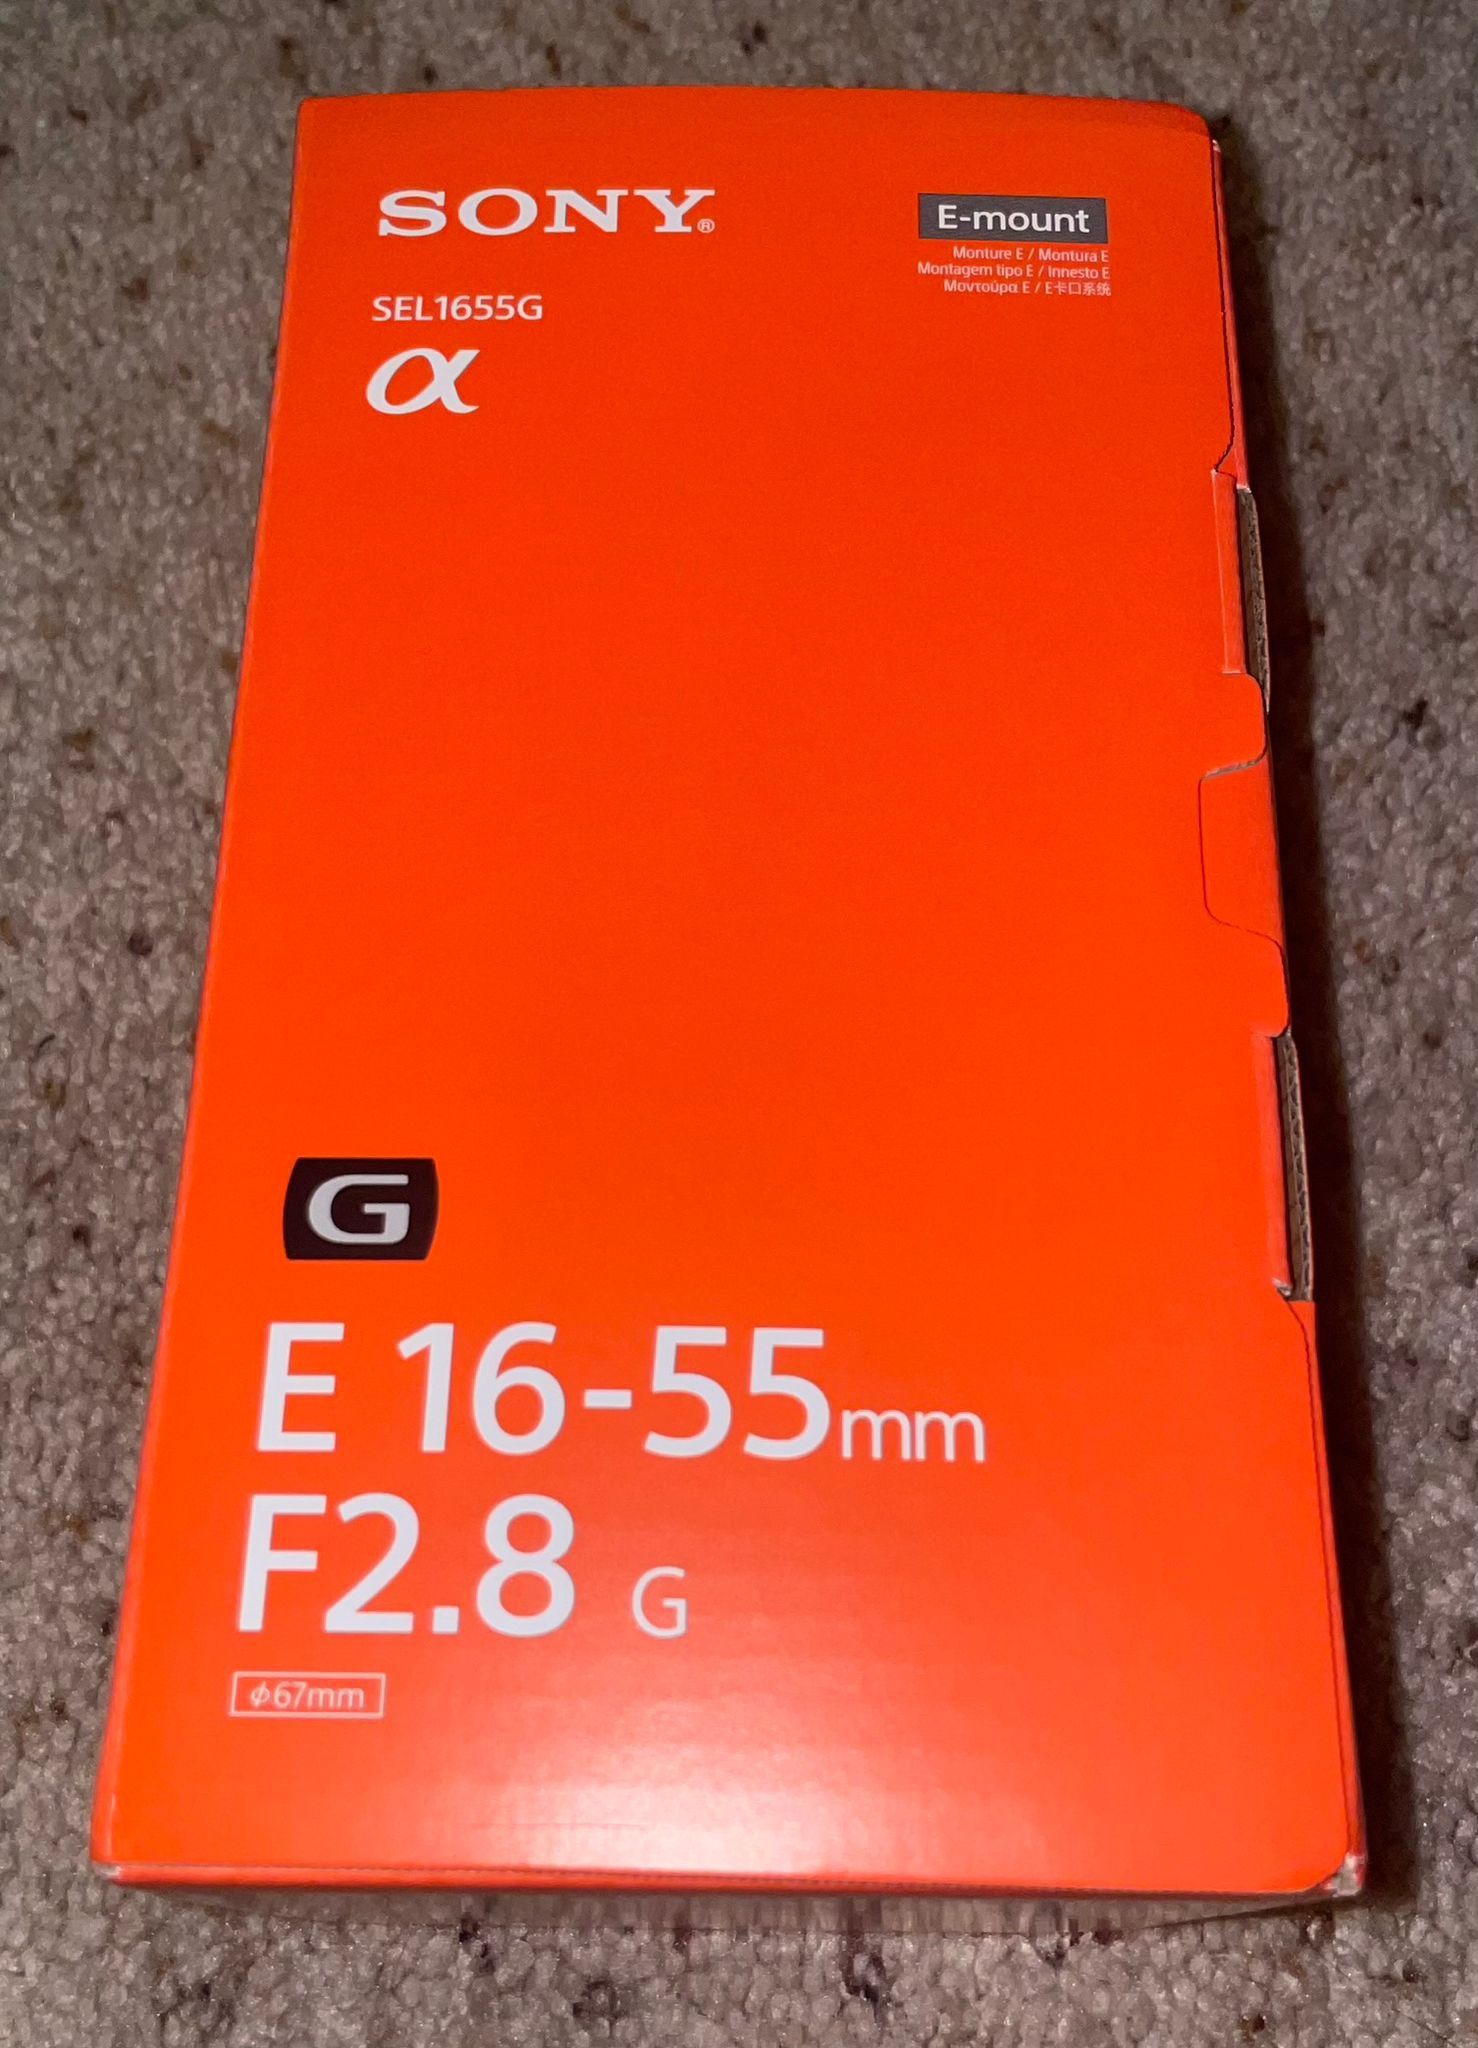 SONY®
E-mount
Monture E / Montura E
Montagem tipo E / Innesto E
Μοντούρα E / E卡口系统
SEL1655G
α
G
E 16-55mm
F2.8 G
ϕ67mm